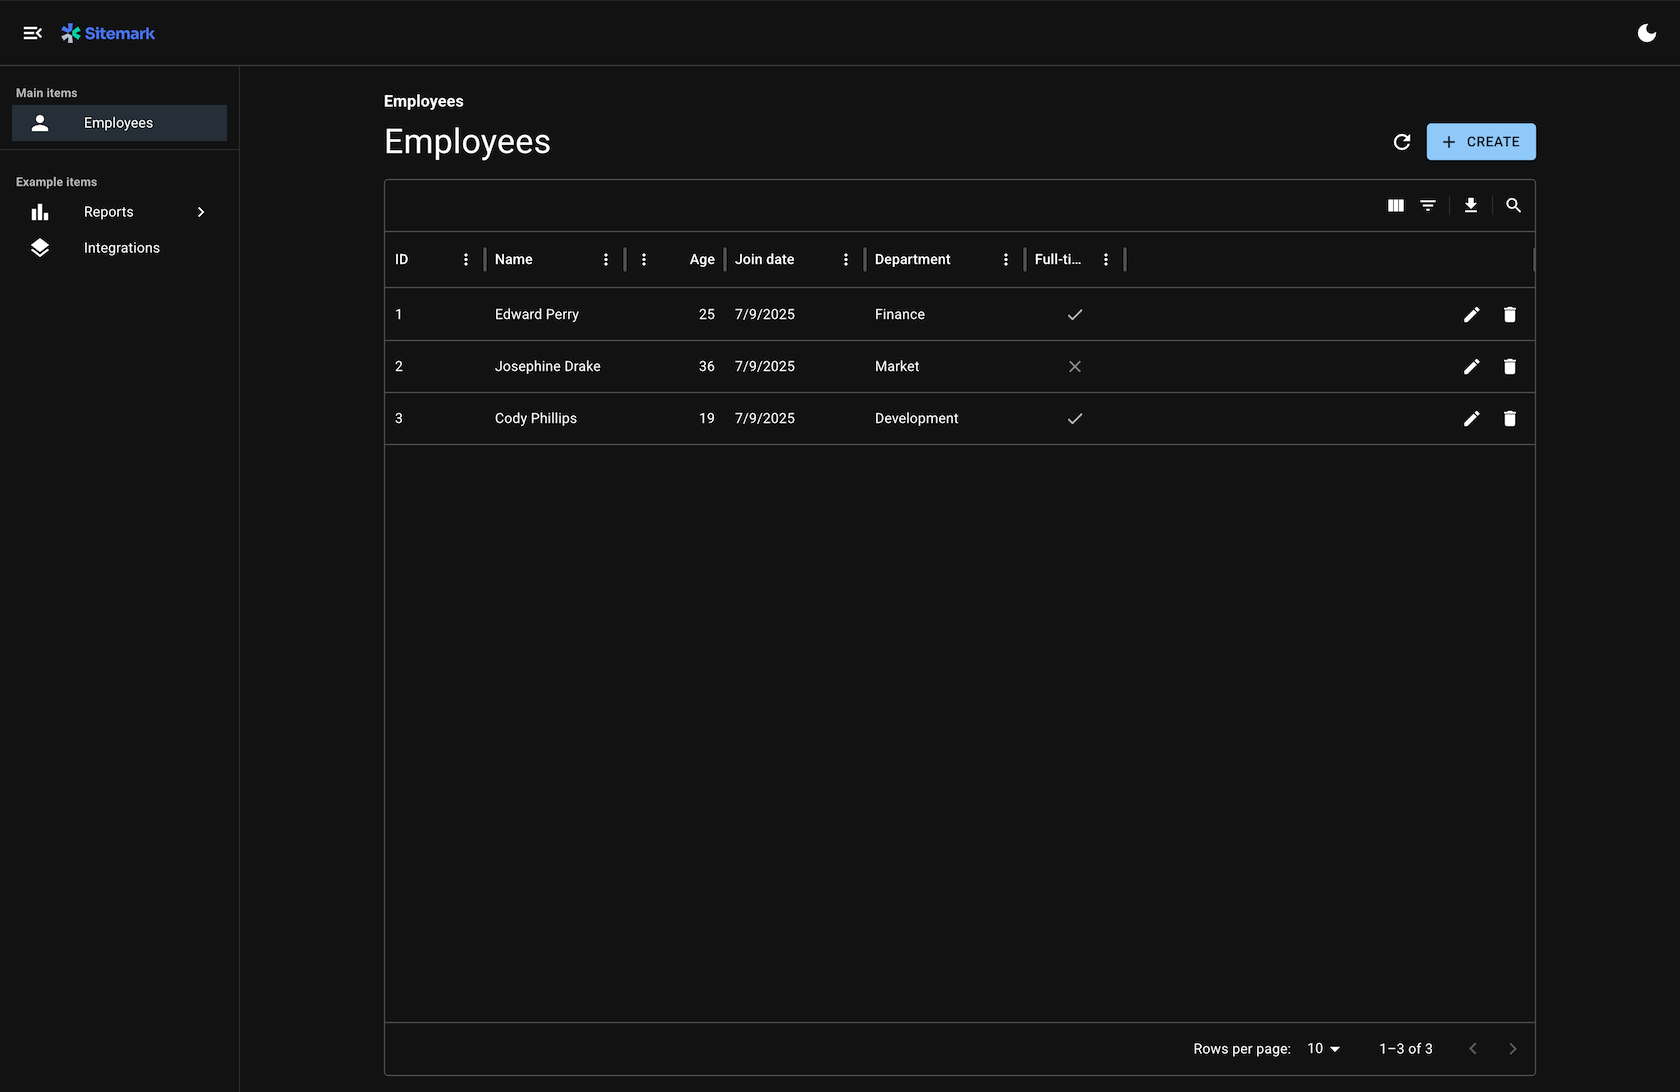 Sitemark
Main items
Employees
Example items
Reports
Integrations
Employees
Employees
CREATE
ID Name Age Join date Department Full-ti...
1 Edward Perry 25 7/9/2025 Finance
2 Josephine Drake 36 7/9/2025 Market
3 Cody Phillips 19 7/9/2025 Development
Rows per page: 10 1–3 of 3